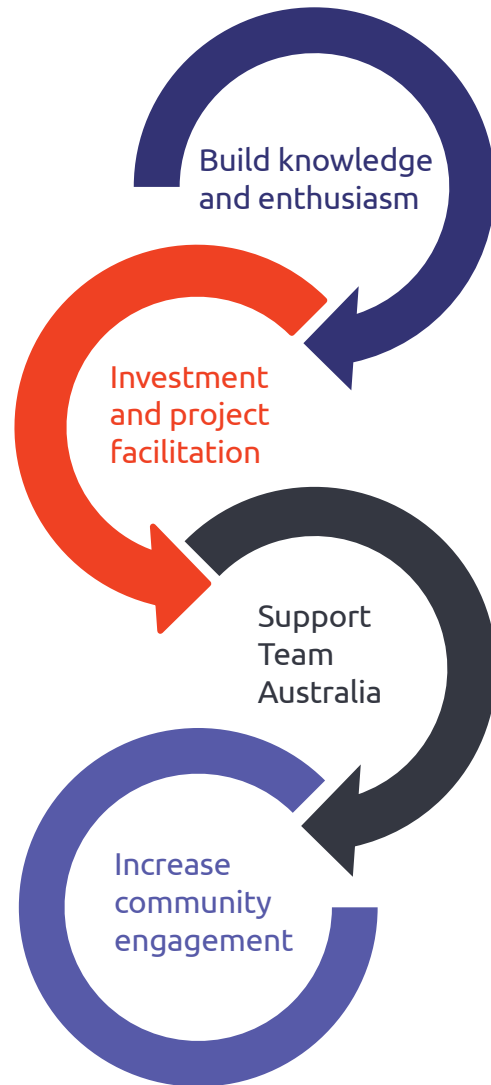 Build knowledge
and enthusiasm
Investment
and project
facilitation
Support
Team
Australia
Increase
community
engagement